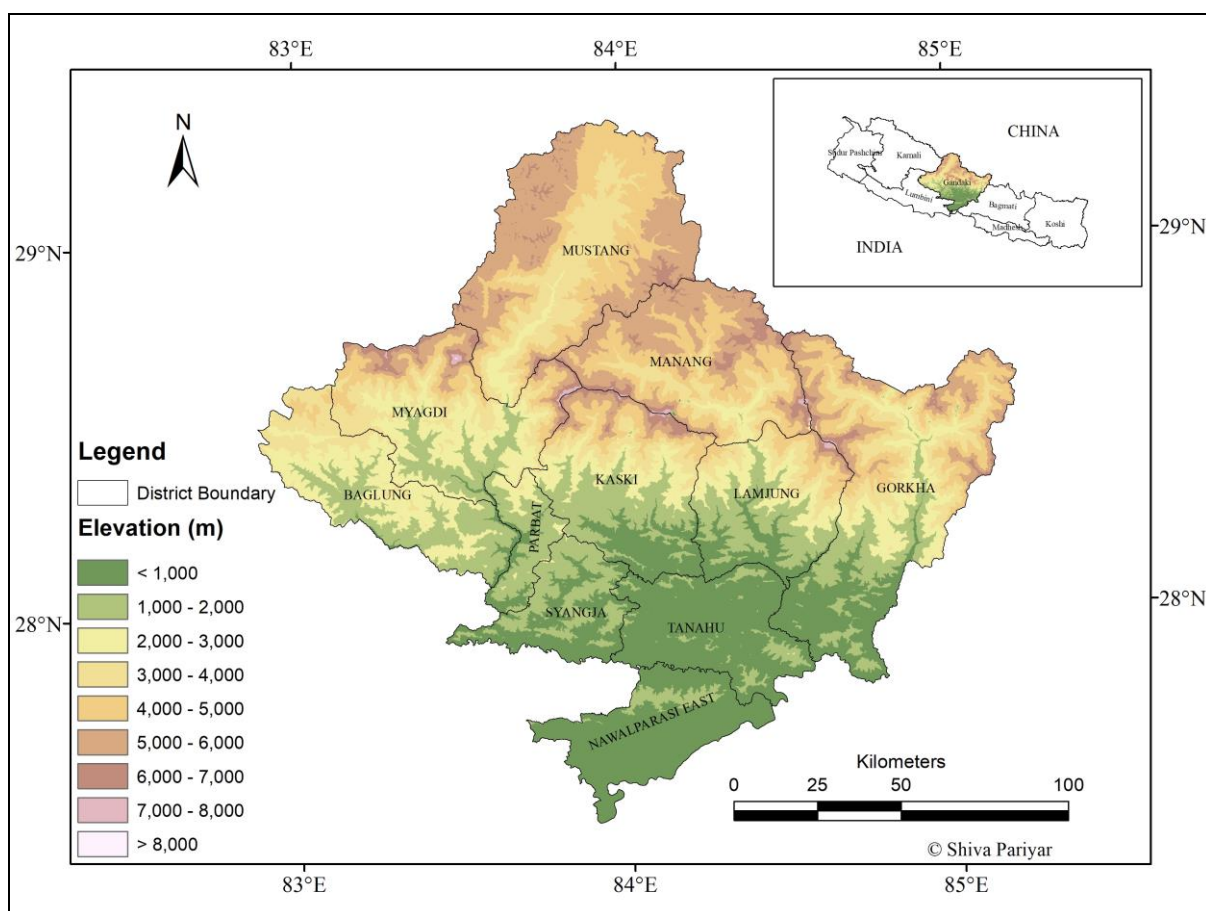 83°E
84°E
85°E
N
CHINA
Sudur Pashchim
Karnali
Gandaki
Lumbini
Bagmati
Koshi
Madhesh
INDIA
29°N
29°N
MUSTANG
MANANG
MYAGDI
Legend
District Boundary
BAGLUNG
KASKI
LAMJUNG
GORKHA
PARBAT
Elevation (m)
< 1,000
1,000 - 2,000
2,000 - 3,000
3,000 - 4,000
4,000 - 5,000
5,000 - 6,000
6,000 - 7,000
7,000 - 8,000
> 8,000
28°N
28°N
SYANGJA
TANAHU
NAWALPARASI EAST
Kilometers
0 25 50 100
© Shiva Pariyar
83°E
84°E
85°E